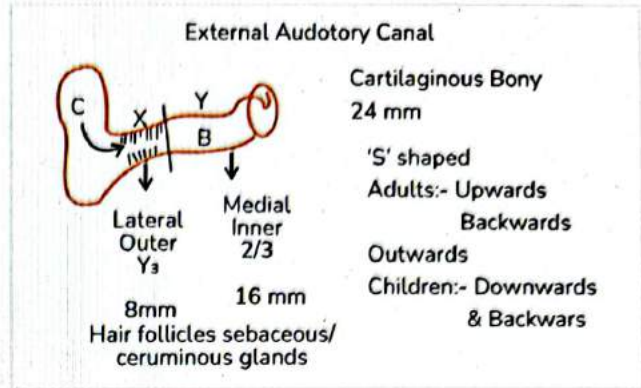 External Audotory Canal
C
X
Y
B
Lateral
Outer
Y₃
8mm
Medial
Inner
2/3
16 mm
Hair follicles sebaceous/
ceruminous glands
Cartilaginous Bony
24 mm
'S' shaped
Adults:- Upwards
Backwards
Outwards
Children:- Downwards
& Backwars